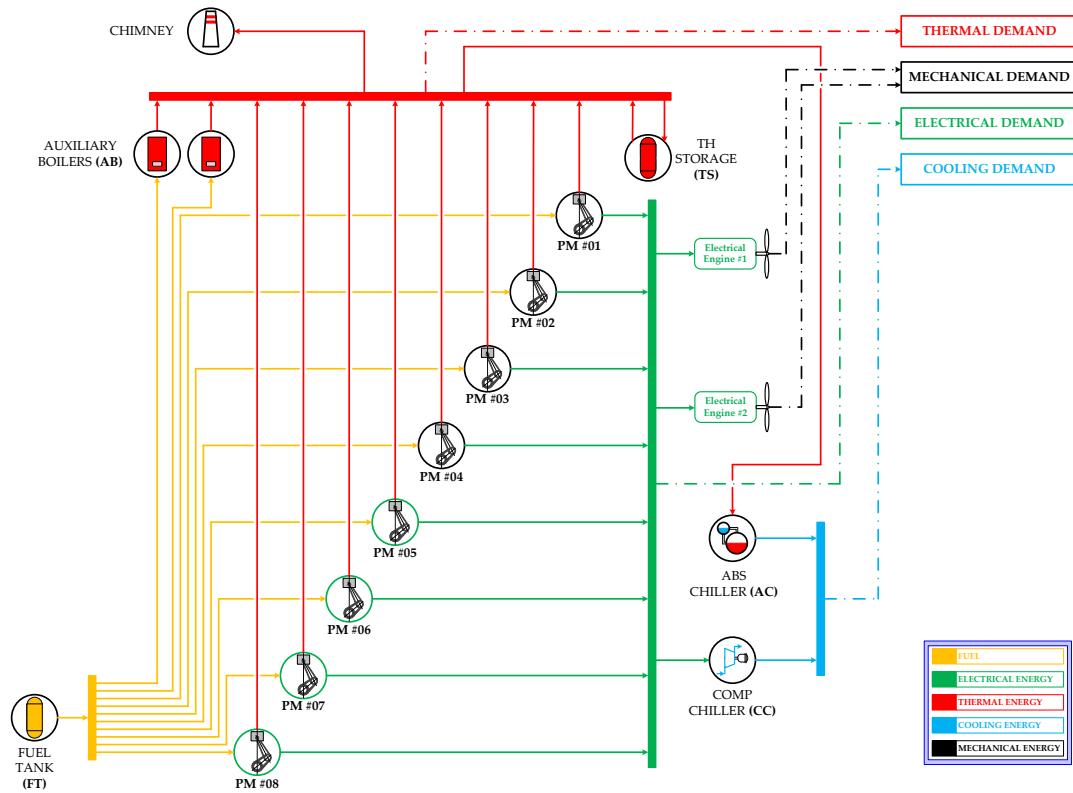 CHIMNEY
THERMAL DEMAND
MECHANICAL DEMAND
ELECTRICAL DEMAND
COOLING DEMAND
AUXILIARY
BOILERS (AB)
TH
STORAGE
(TS)
PM #01
Electrical
Engine #1
PM #02
PM #03
Electrical
Engine #2
PM #04
PM #05
ABS
CHILLER (AC)
PM #06
PM #07
COMP
CHILLER (CC)
FUEL
TANK
(FT)
PM #08
FUEL
ELECTRICAL ENERGY
THERMAL ENERGY
COOLING ENERGY
MECHANICAL ENERGY